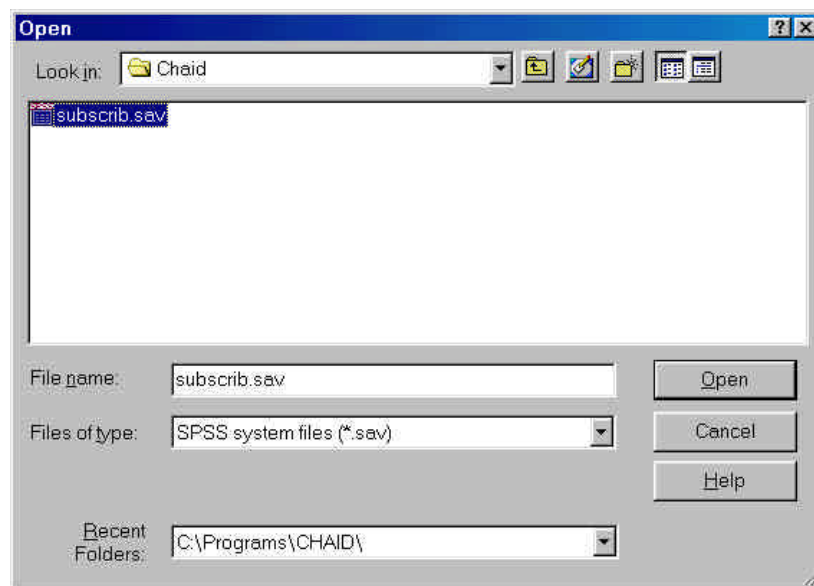 Open
Look in: Chaid
subscrib.sav
File name: subscrib.sav Open
Files of type: SPSS system files (*.sav) Cancel
Help
Recent
Folders: C:\Programs\CHAID\